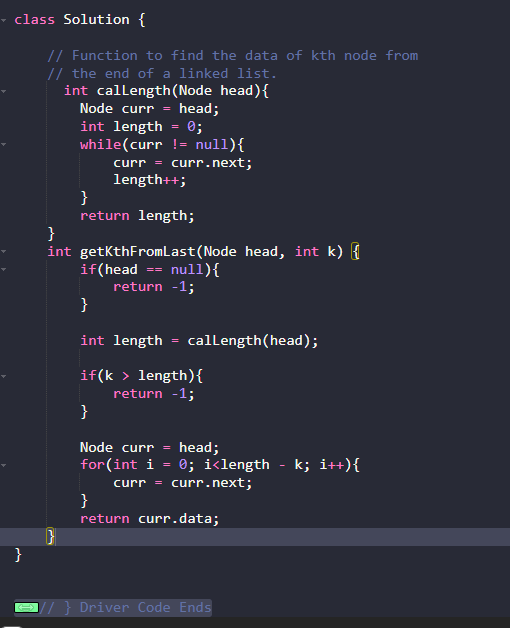 class Solution {
// Function to find the data of kth node from
// the end of a linked list.
int calLength(Node head){
Node curr = head;
int length = 0;
while(curr != null){
curr = curr.next;
length++;
}
return length;
}
int getKthFromLast(Node head, int k) {
if(head == null){
return -1;
}
int length = calLength(head);
if(k > length){
return -1;
}
Node curr = head;
for(int i = 0; i<length - k; i++){
curr = curr.next;
}
return curr.data;
}
}
// } Driver Code Ends